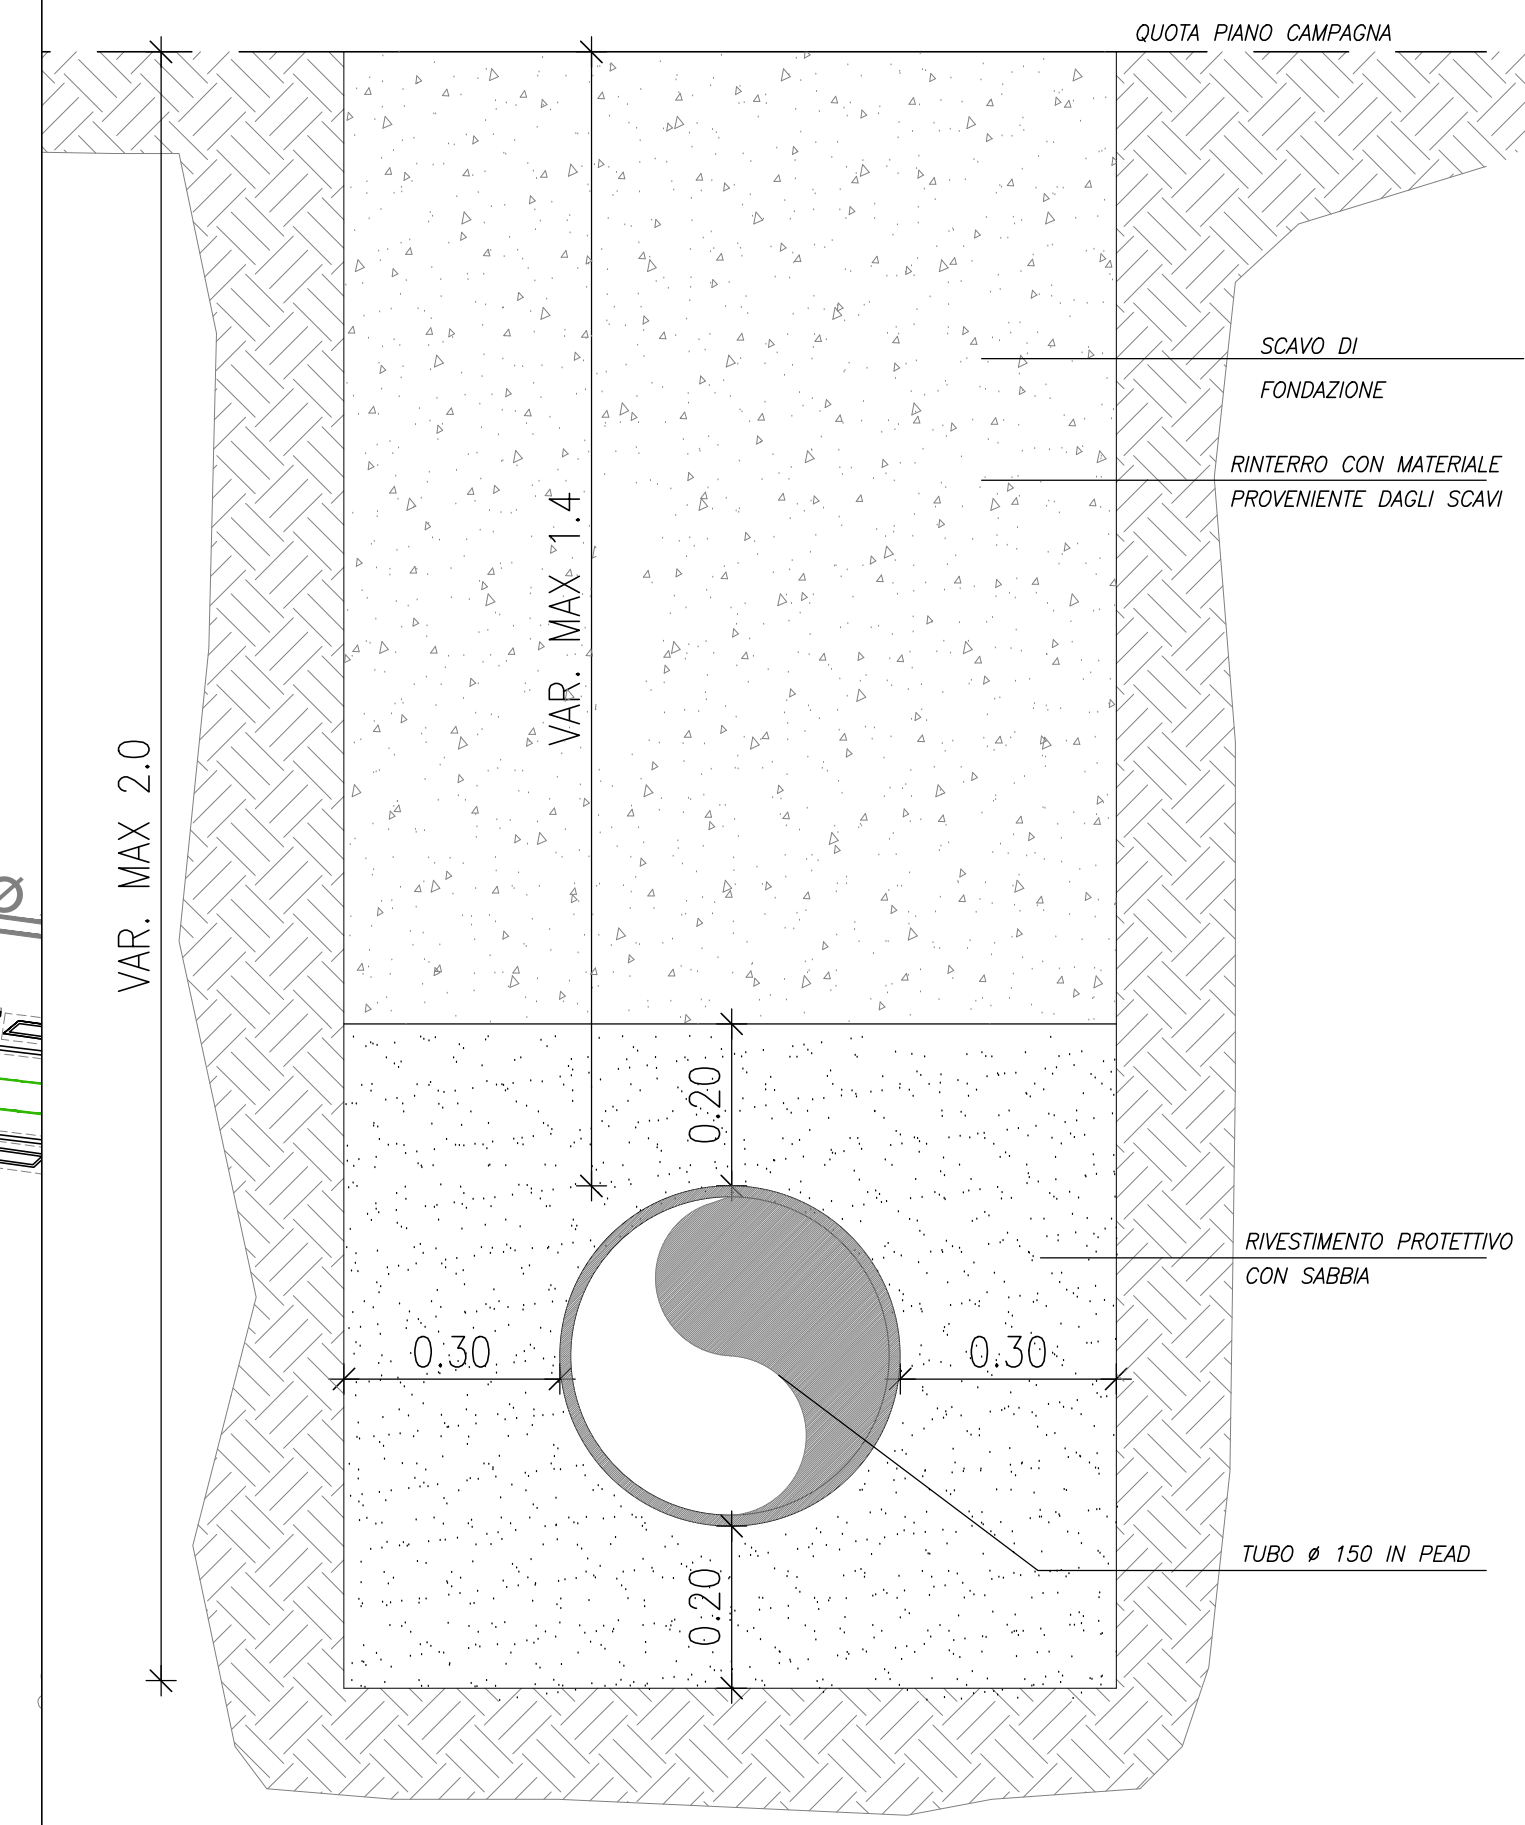 QUOTA PIANO CAMPAGNA
SCAVO DI
FONDAZIONE
RINTERRO CON MATERIALE
PROVENIENTE DAGLI SCAVI
VAR. MAX 1.4
VAR. MAX 2.0
Ø
0.20
RIVESTIMENTO PROTETTIVO
CON SABBIA
0.30
0.30
TUBO Ø 150 IN PEAD
0.20